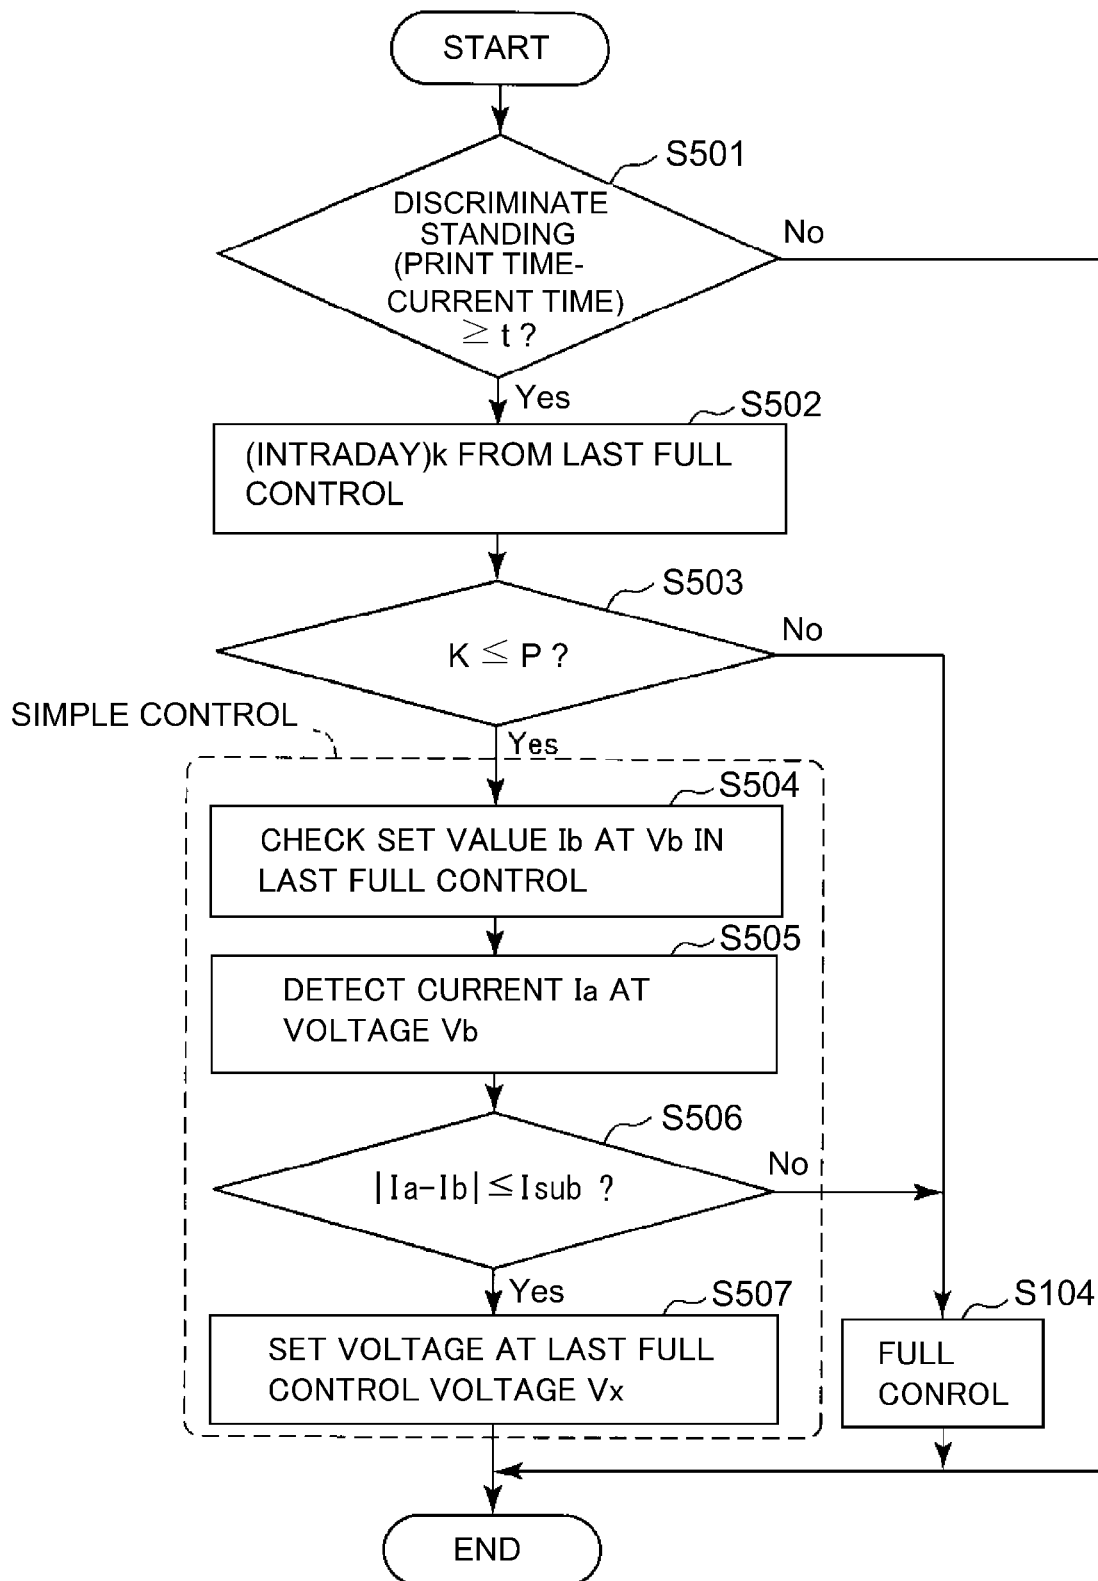 START
S501
DISCRIMINATE
STANDING
(PRINT TIME-
CURRENT TIME)
≥ t ?
No
Yes
S502
(INTRADAY)k FROM LAST FULL
CONTROL
S503
K ≤ P ?
No
SIMPLE CONTROL
Yes
S504
CHECK SET VALUE Ib AT Vb IN
LAST FULL CONTROL
S505
DETECT CURRENT Ia AT
VOLTAGE Vb
S506
|Ia-Ib| ≤ Isub ?
No
Yes
S507
SET VOLTAGE AT LAST FULL
CONTROL VOLTAGE Vx
S104
FULL
CONROL
END